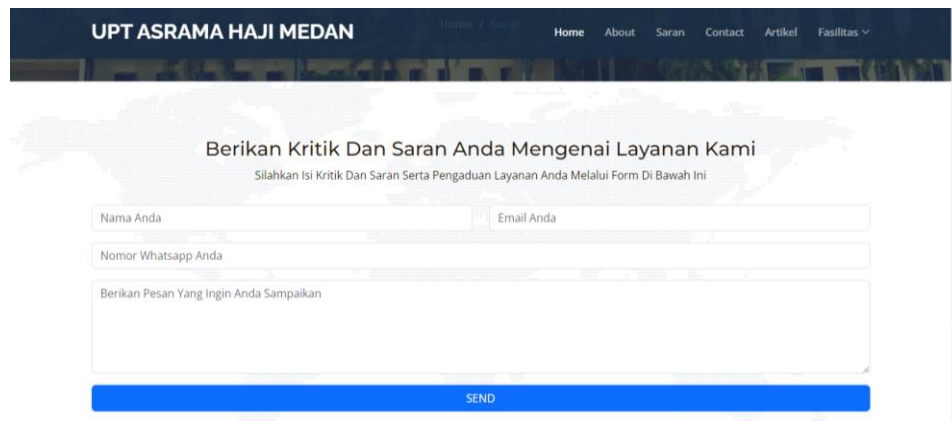 UPT ASRAMA HAJI MEDAN
Home / Saran
Home About Saran Contact Artikel Fasilitas
Berikan Kritik Dan Saran Anda Mengenai Layanan Kami
Silahkan Isi Kritik Dan Saran Serta Pengaduan Layanan Anda Melalui Form Di Bawah Ini
Nama Anda
Email Anda
Nomor Whatsapp Anda
Berikan Pesan Yang Ingin Anda Sampaikan
SEND